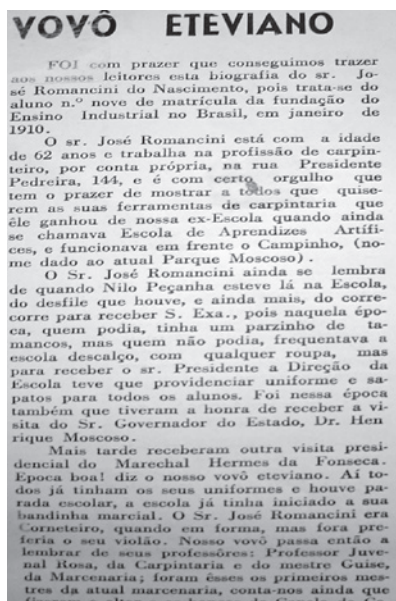 VOVÔ ETEVIANO
FOI com prazer que conseguimos trazer
aos nossos leitores esta biografia do sr. Jo-
sé Romancini do Nascimento, pois trata-se do
aluno n.º nove de matrícula da fundação do
Ensino Industrial no Brasil, em janeiro de
1910.
O sr. José Romancini está com a idade
de 62 anos e trabalha na profissão de carpin-
teiro, por conta própria, na rua Presidente
Pedreira, 144, e é com certo orgulho que
tem o prazer de mostrar a todos que quise-
rem as suas ferramentas de carpintaria que
êle ganhou de nossa ex-Escola quando ainda
se chamava Escola de Aprendizes Artífi-
ces, e funcionava em frente o Campinho, (no-
me dado ao atual Parque Moscoso).
O Sr. José Romancini ainda se lembra
de quando Nilo Peçanha esteve lá na Escola,
do desfile que houve, e ainda mais, do corre-
corre para receber S. Exa., pois naquela épo-
ca, quem podia, tinha um parzinho de ta-
mancos, mas quem não podia, frequentava a
escola descalço, com qualquer roupa, mas
para receber o sr. Presidente a Direção da
Escola teve que providenciar uniforme e sa-
patos para todos os alunos. Foi nessa época
também que tiveram a honra de receber a vi-
sita do Sr. Governador do Estado, Dr. Hen
rique Moscoso.
Mais tarde receberam outra visita presi-
dencial do Marechal Hermes da Fonseca.
Epoca boa! diz o nosso vovô eteviano. Aí to-
dos já tinham os seus uniformes e houve pa-
rada escolar, a escola já tinha iniciado a sua
bandinha marcial. O Sr. José Romancini era
Corneteiro, quando em forma, mas fora pre-
feria o seu violão. Nosso vovô passa então a
lembrar de seus professôres: Professor Juve-
nal Rosa, da Carpintaria e do mestre Guise,
da Marcenaria; foram êsses os primeiros mes-
tres da atual marcenaria, conta-nos ainda que